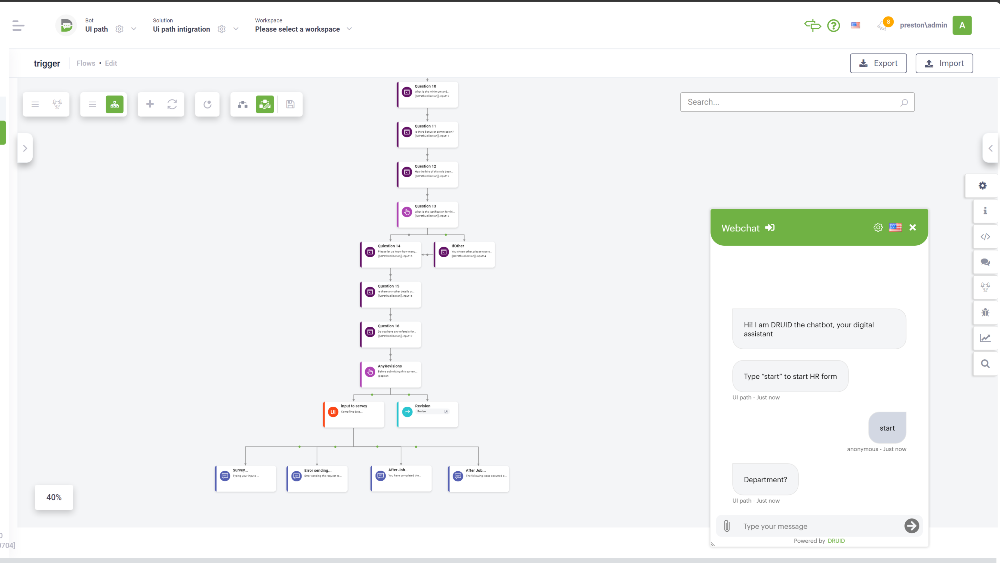 Bot
UI path
Solution
Ui path intigration
Workspace
Please select a workspace
8
preston\admin
A
trigger
Flows • Edit
Export
Import
Search...
Question 10
What is the minimum and...
[[UIPathCollection]].input10
Question 11
Is there bonus or commission?
[[UIPathCollection]].input11
Question 12
Has the hire of this role been...
[[UIPathCollection]].input12
Question 13
What is the justification for thi...
[[UIPathCollection]].input13
Quiestion 14
Please let us know how many...
[[UIPathCollection]].input15
IfOther
You chose other, please type o...
[[UIPathCollection]].input14
Question 15
re there any other details or...
[[UIPathCollection]].input16
Question 16
Do you have any referrals for...
[[UIPathCollection]].input17
AnyRevisions
Before submitting this survey,...
@option
Ui
input to servey
Compiling data....
Revision
Revise
Survey...
Typing your inputs ...
Error sending...
Error sending the request to...
After Job...
You have completed the...
After Job...
The following issue occurred o...
40%
0
0704]
Webchat
Hi! I am DRUID the chatbot, your digital
assistant
Type “start” to start HR form
UI path - Just now
start
anonymous - Just now
Department?
UI path - Just now
Type your message
Powered by DRUID